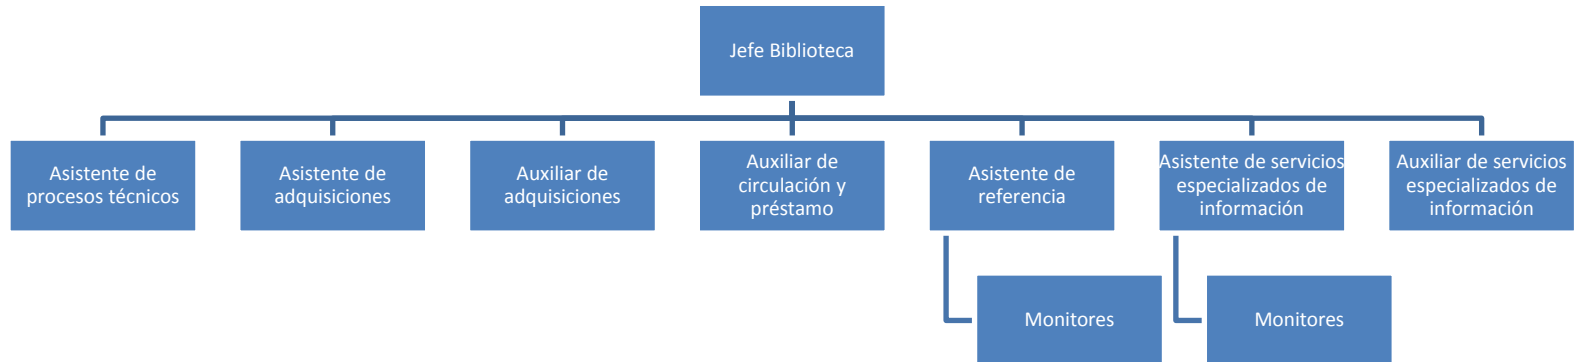 Jefe Biblioteca
Asistente de
procesos técnicos
Asistente de
adquisiciones
Auxiliar de
adquisiciones
Auxiliar de
circulación y
préstamo
Asistente de
referencia
Asistente de servicios
especializados de
información
Auxiliar de servicios
especializados de
información
Monitores
Monitores